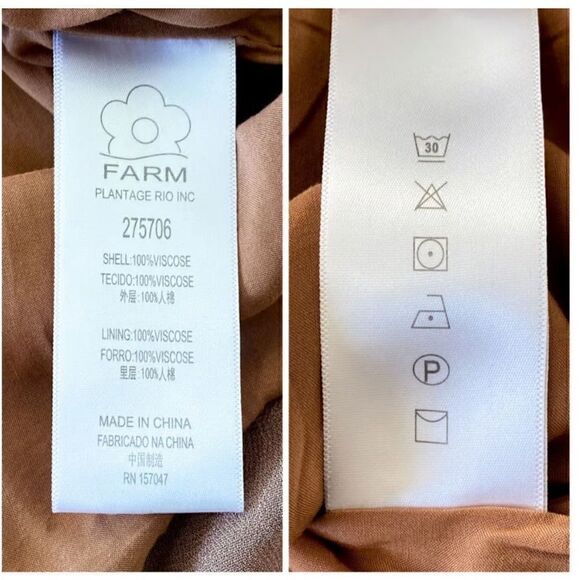 FARM
PLANTAGE RIO INC
275706
SHELL:100%VISCOSE
TECIDO:100%VISCOSE
外层:100%人棉
LINING:100%VISCOSE
FORRO:100%VISCOSE
里层:100%人棉
MADE IN CHINA
FABRICADO NA CHINA
中国制造
RN 157047
30
P